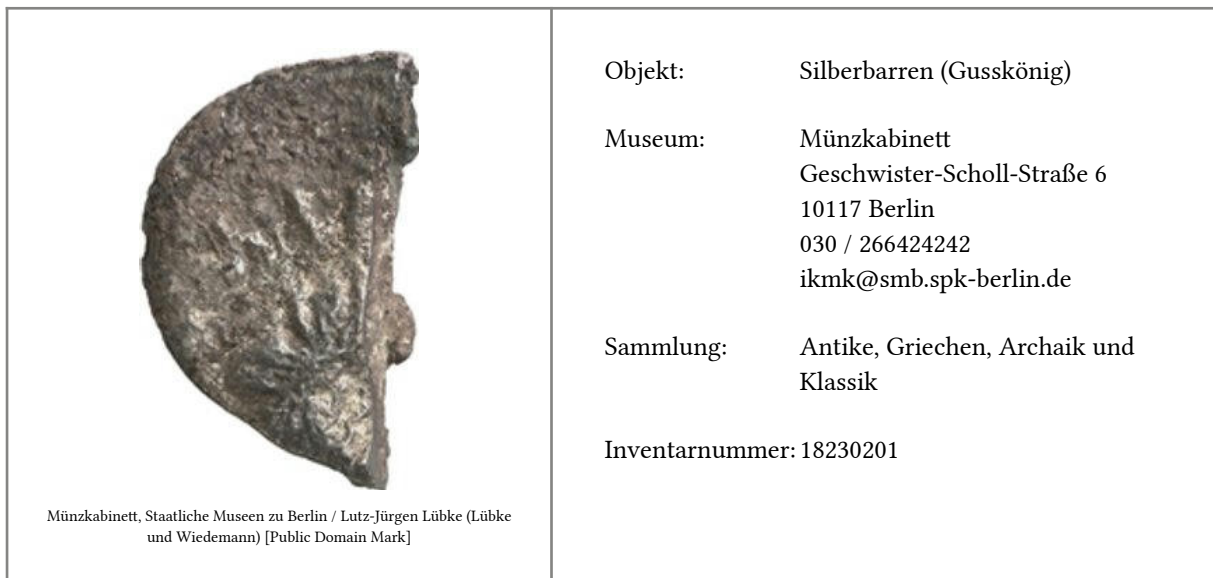 Münzkabinett, Staatliche Museen zu Berlin / Lutz-Jürgen Lübke (Lübke
und Wiedemann) [Public Domain Mark]
Objekt: Silberbarren (Gusskönig)
Museum: Münzkabinett
Geschwister-Scholl-Straße 6
10117 Berlin
030 / 266424242
ikmk@smb.spk-berlin.de
Sammlung: Antike, Griechen, Archaik und
Klassik
Inventarnummer: 18230201